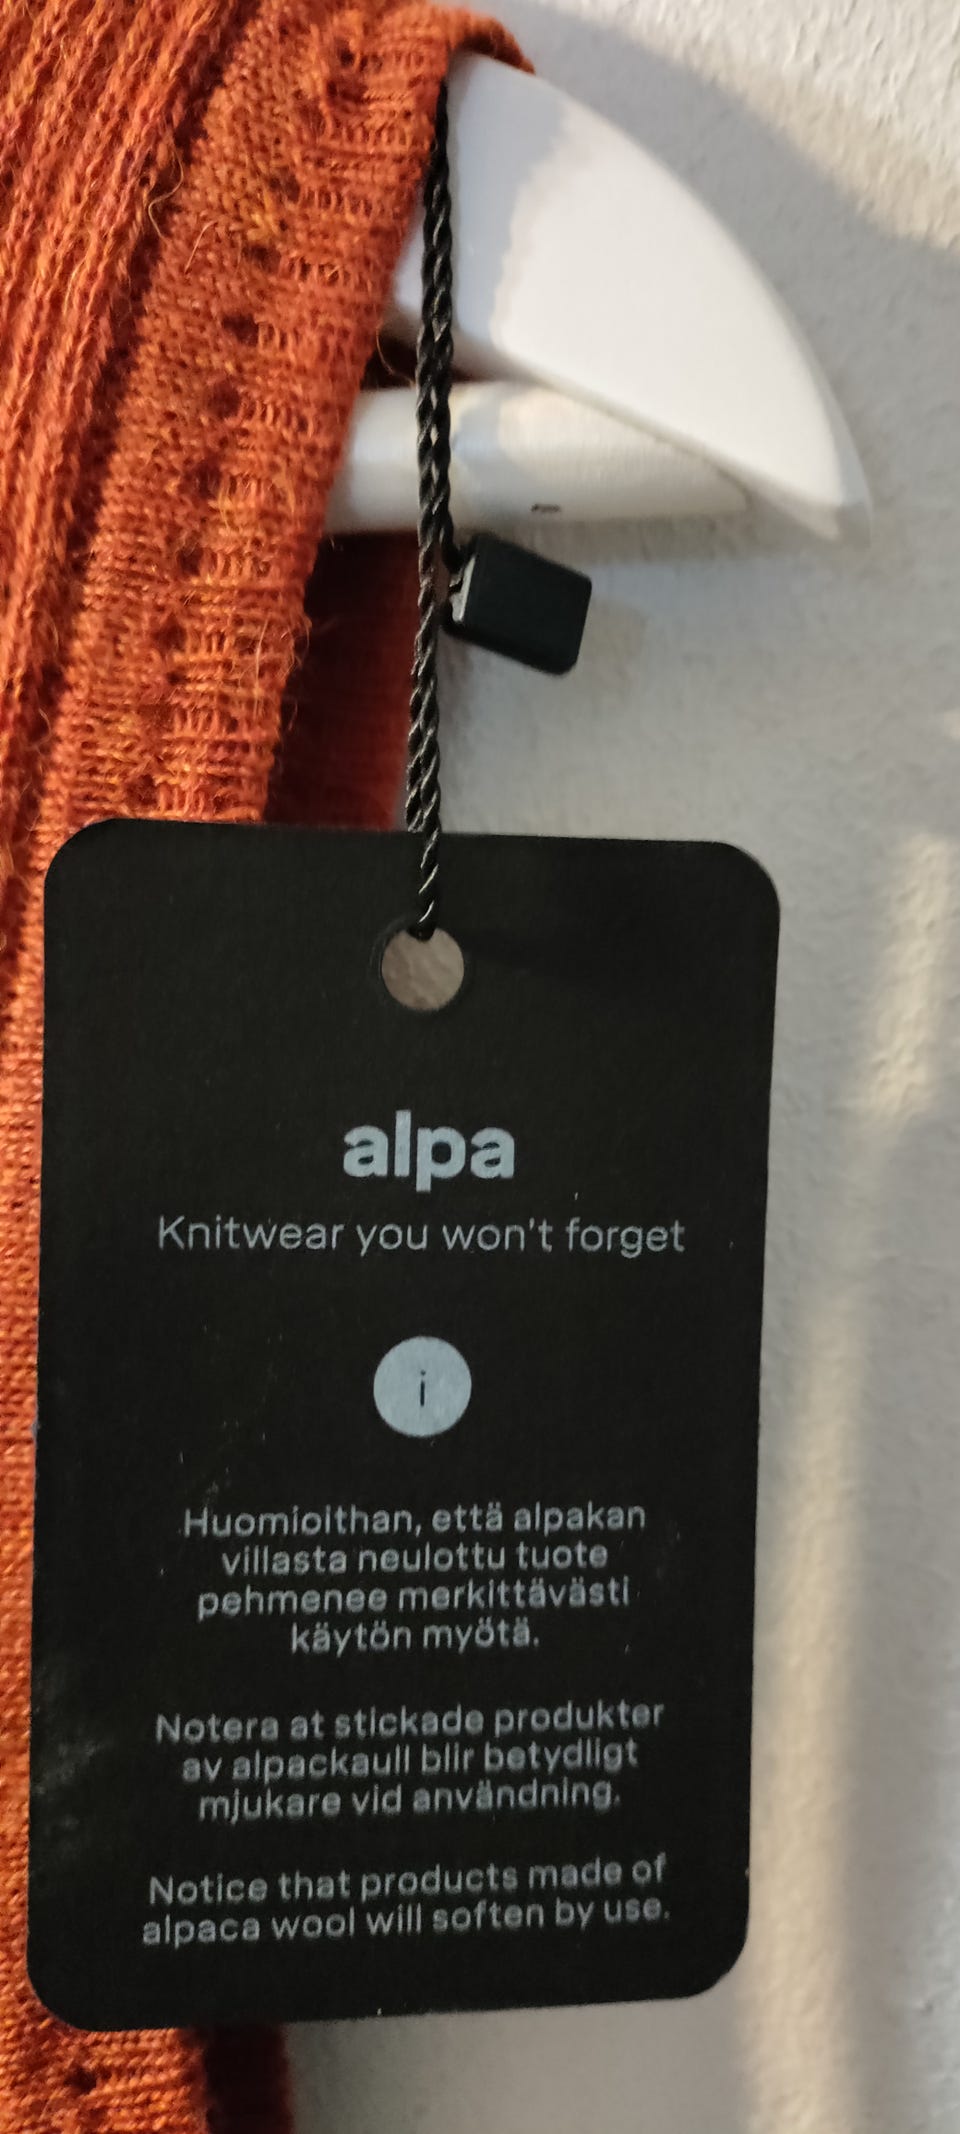 alpa
Knitwear you won't forget
i
Huomioithan, että alpakan
villasta neulottu tuote
pehmenee merkittävästi
käytön myötä.
Notera at stickade produkter
av alpackaull blir betydligt
mjukare vid användning.
Notice that products made of
alpaca wool will soften by use.